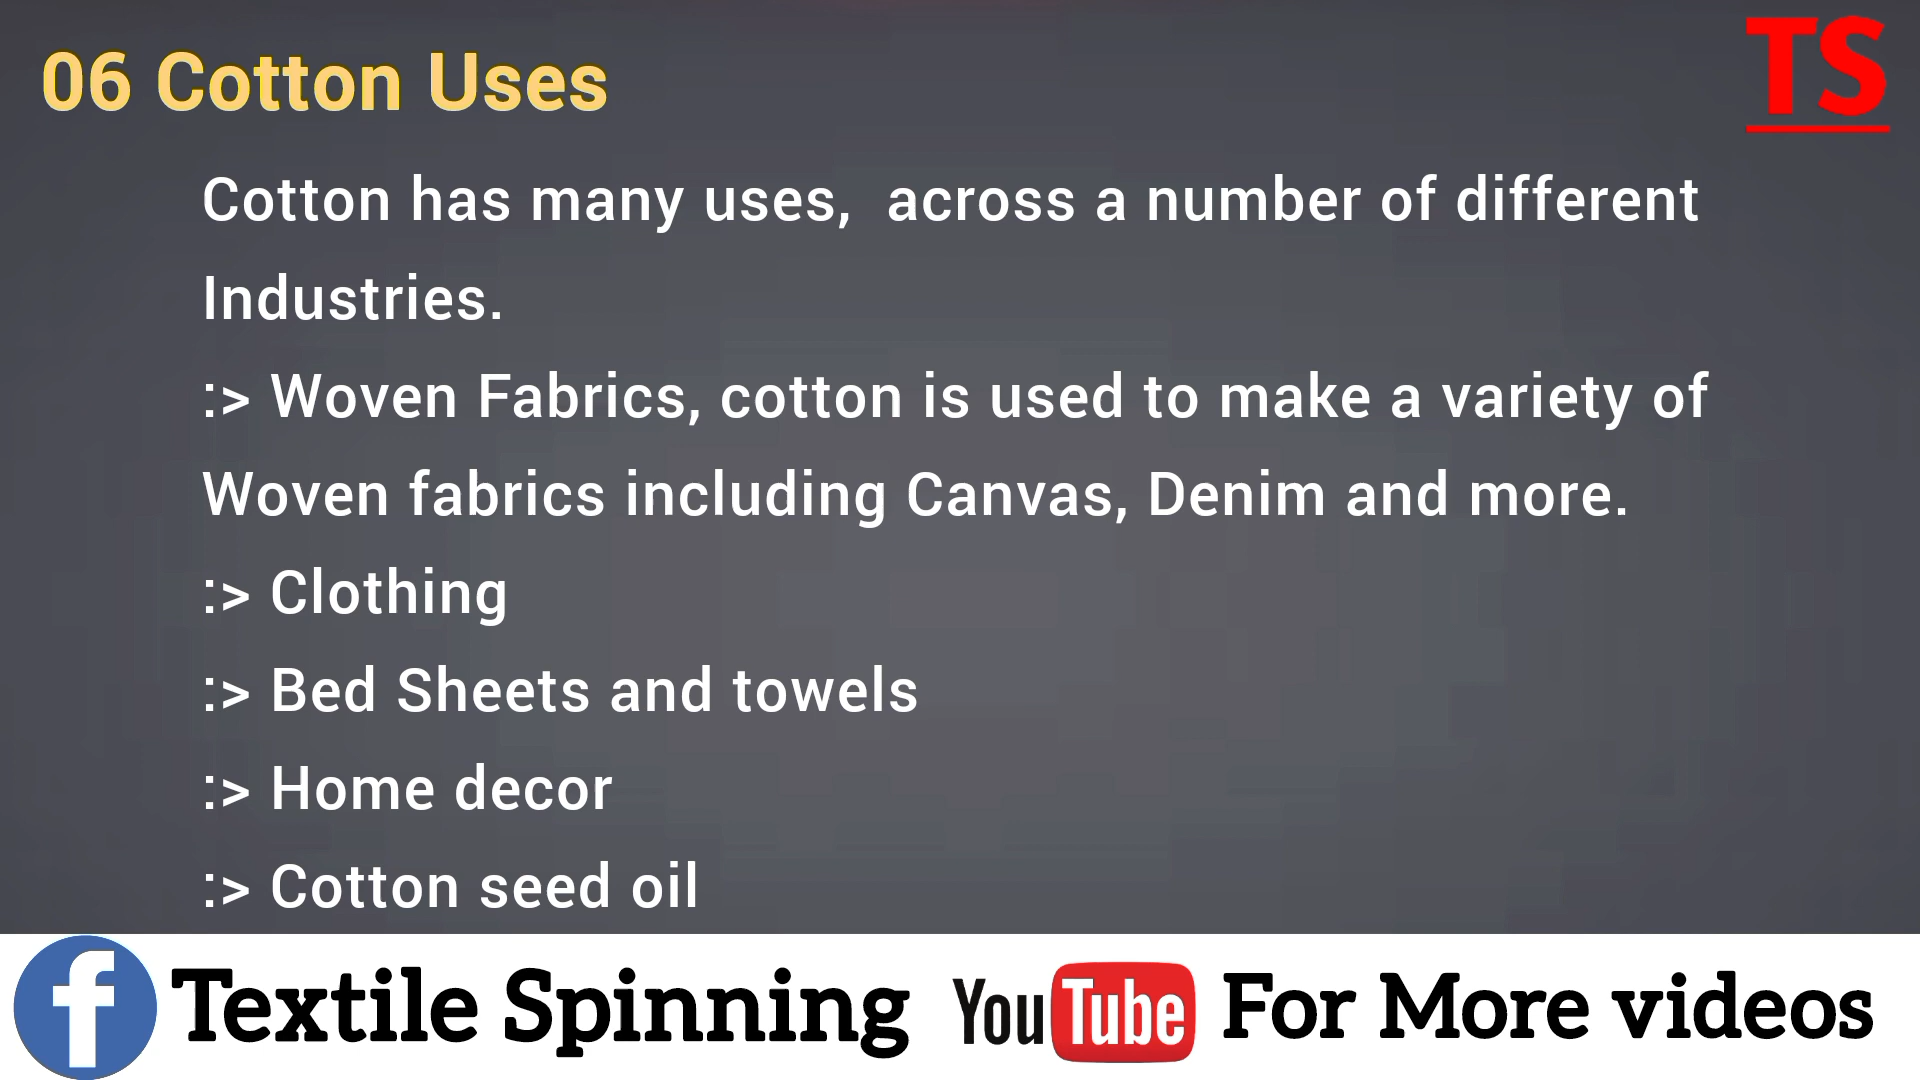 06 Cotton Uses
TS
Cotton has many uses,  across a number of different
Industries.
:> Woven Fabrics, cotton is used to make a variety of
Woven fabrics including Canvas, Denim and more.
:> Clothing
:> Bed Sheets and towels
:> Home decor
:> Cotton seed oil
f Textile Spinning YouTube For More videos